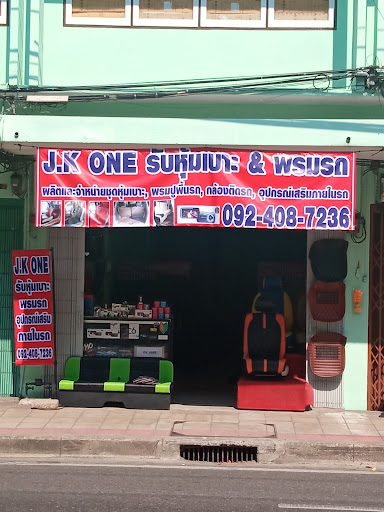 J.K ONE รับหุ้มเบาะ & พรมรถ
ผลิตและจำหน่ายชุดหุ้มเบาะ, พรมปูพื้นรถ, กล้องติดรถ, อุปกรณ์เสริมภายในรถ
092-408-7236
J.K ONE
รับหุ้มเบาะ
พรมรถ
อุปกรณ์เสริม
ภายในรถ
092-408-7236